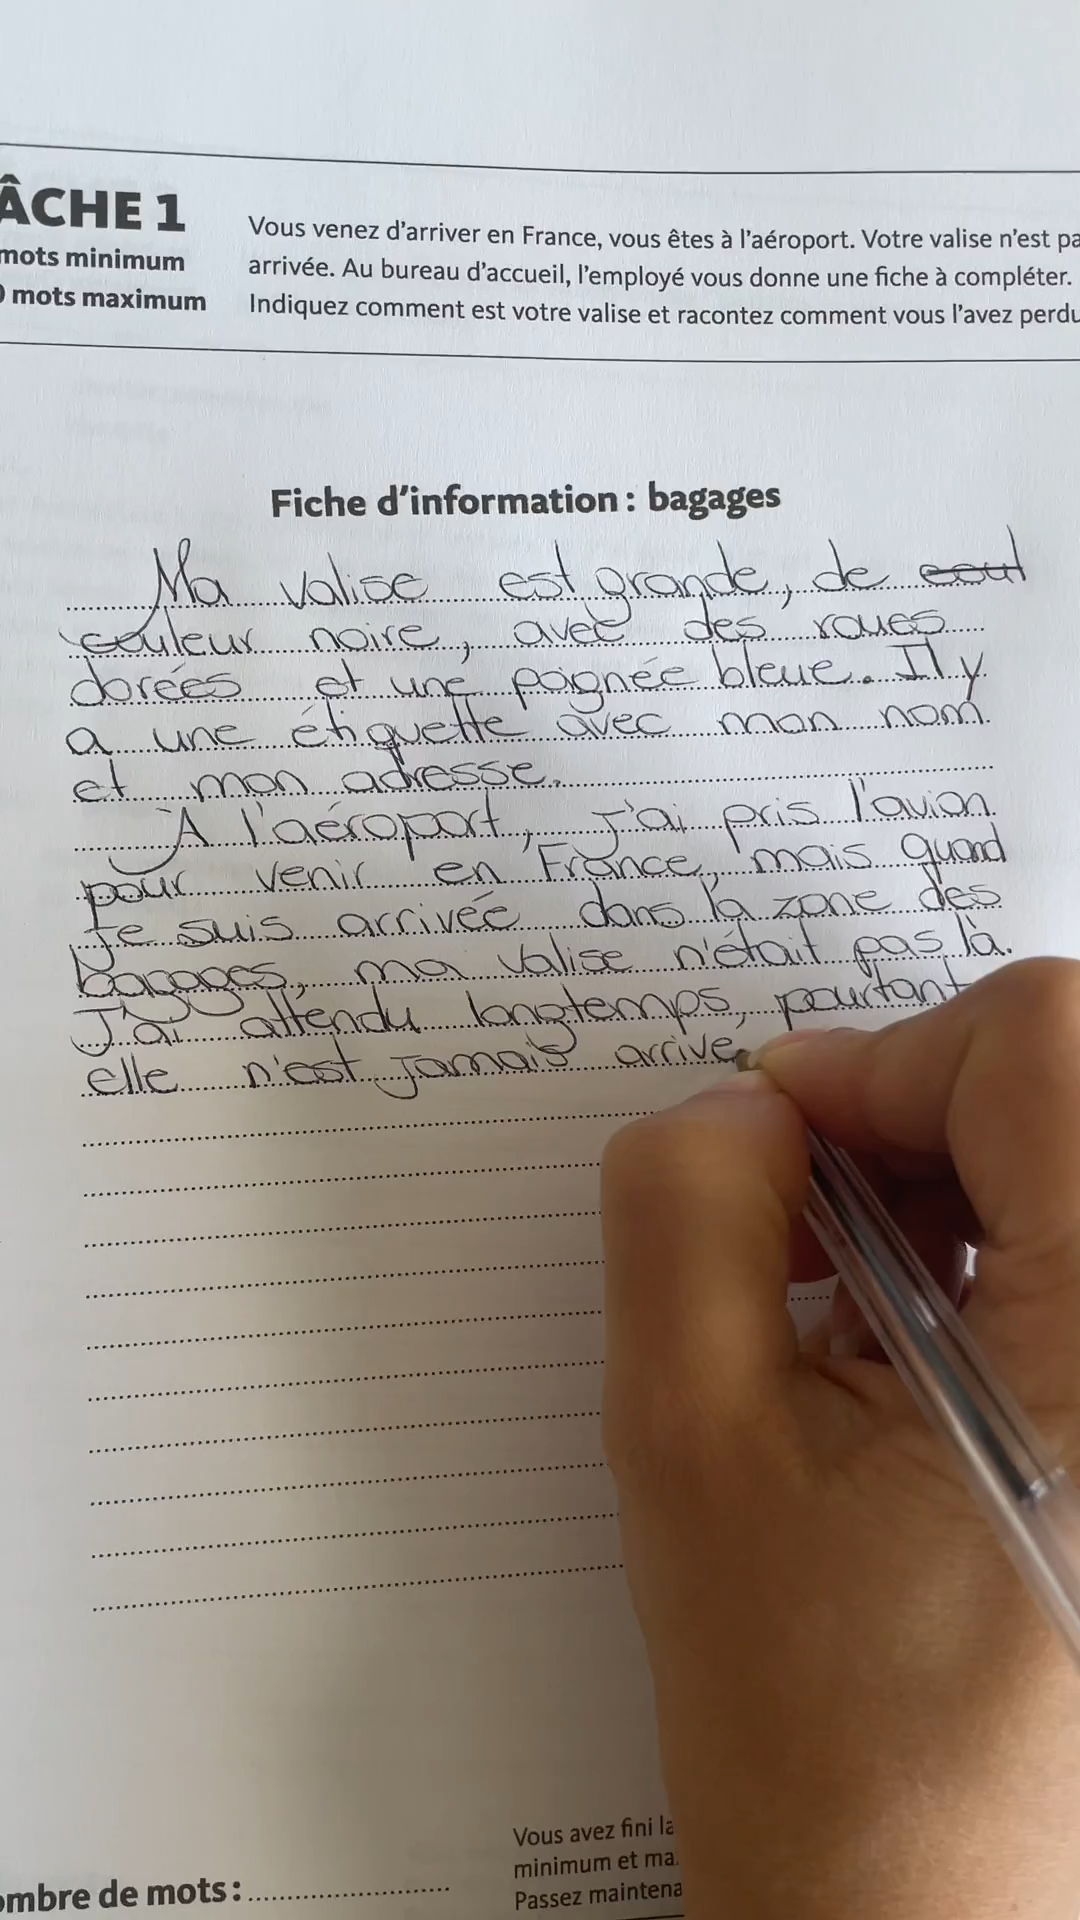 ÂCHE 1
mots minimum
mots maximum
Vous venez d'arriver en France, vous êtes à l'aéroport. Votre valise n'est pa
arrivée. Au bureau d'accueil, l'employé vous donne une fiche à compléter.
Indiquez comment est votre valise et racontez comment vous l'avez perdu
Fiche d'information : bagages
Ma valise est grande, de coul
couleur noire, avec des roues
dorées et une poignée bleue. Il y
a une étiquette avec mon nom
et mon adresse.
À l'aéroport, j'ai pris l'avion
pour venir en France, mais quand
je suis arrivée dans la zone des
bagages, ma valise n'était pas là.
J'ai attendu longtemps, pourtant
elle n'est jamais arrive
ombre de mots :
Vous avez fini la
minimum et ma
Passez maintena